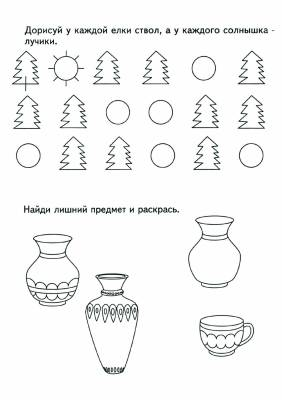 Дорисуй у каждой елки ствол, а у каждого солнышка -
лучики.
Найди лишний предмет и раскрась.